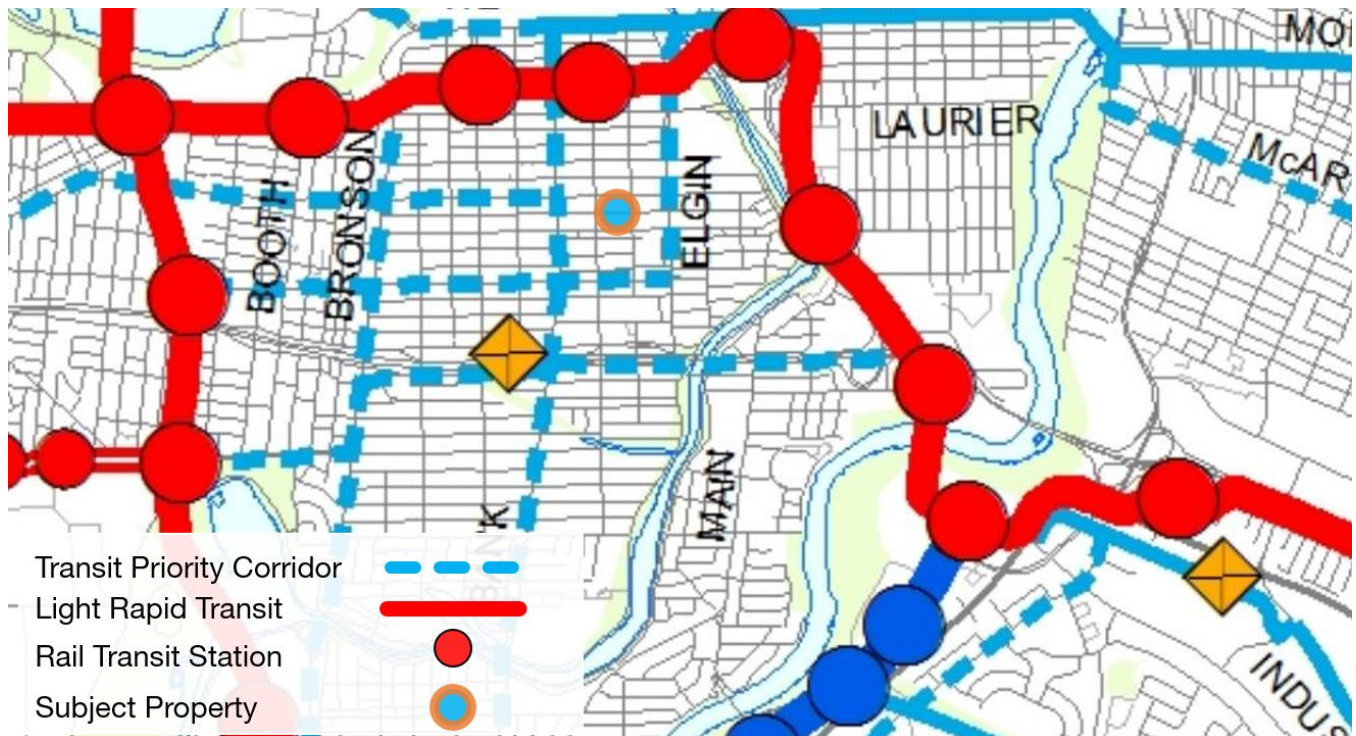 MO
LAURIER
McAR
BOOTH
BRONSON
ELGIN
MAIN
INDUS
Transit Priority Corridor
Light Rapid Transit
Rail Transit Station
Subject Property